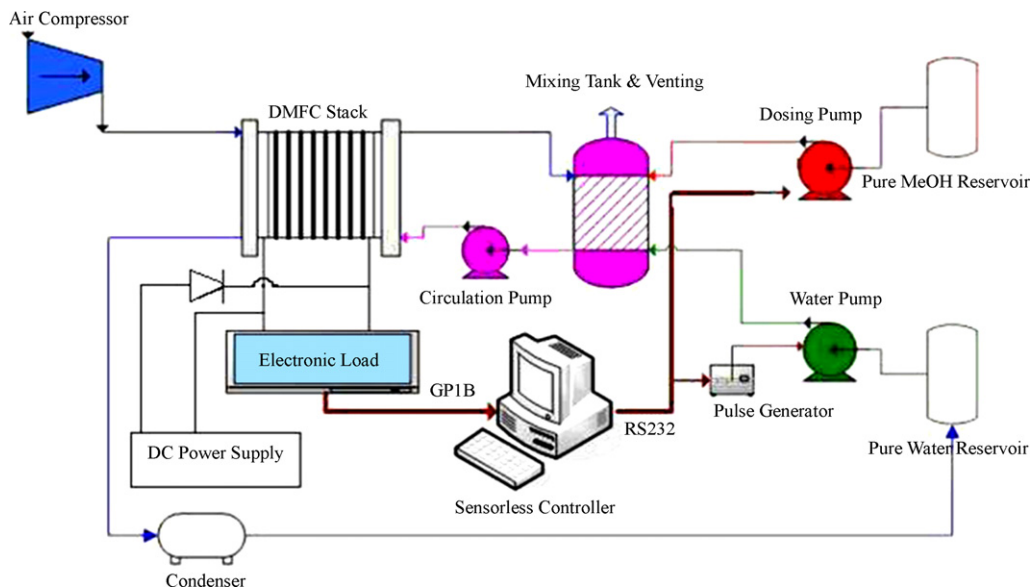 Air Compressor
DMFC Stack
Mixing Tank & Venting
Dosing Pump
Pure MeOH Reservoir
Circulation Pump
Water Pump
Electronic Load
GP1B
RS232
Pulse Generator
DC Power Supply
Pure Water Reservoir
Sensorless Controller
Condenser